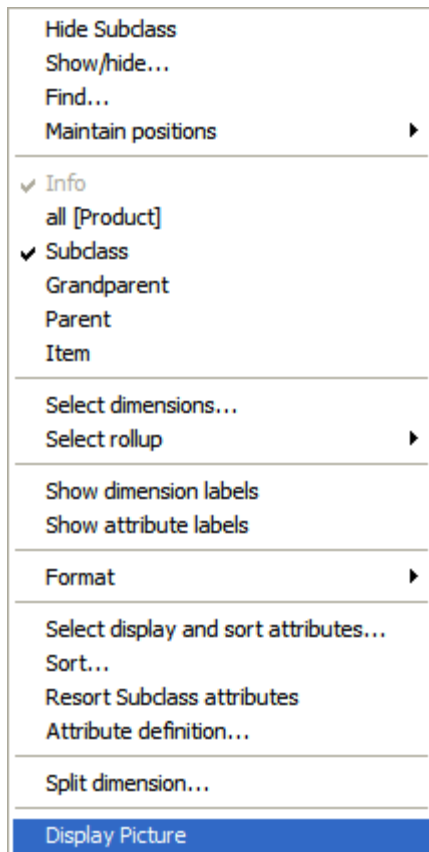 Hide Subclass
Show/hide...
Find...
Maintain positions
Info
all [Product]
Subclass
Grandparent
Parent
Item
Select dimensions...
Select rollup
Show dimension labels
Show attribute labels
Format
Select display and sort attributes...
Sort...
Resort Subclass attributes
Attribute definition...
Split dimension...
Display Picture